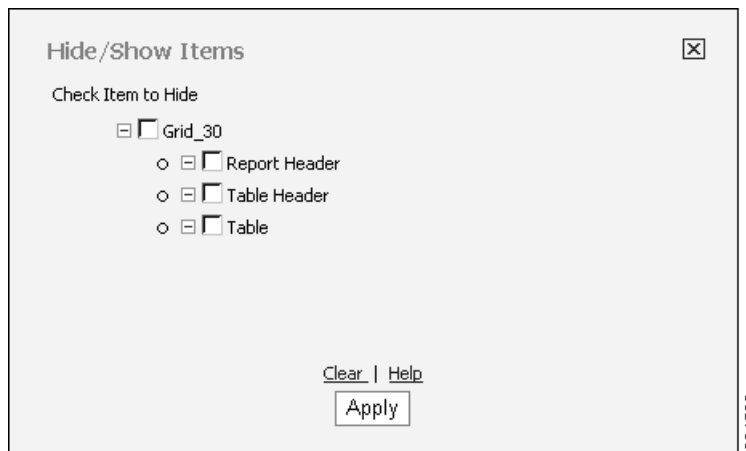 Hide/Show Items
Check Item to Hide
Grid_30
Report Header
Table Header
Table
Clear | Help
Apply